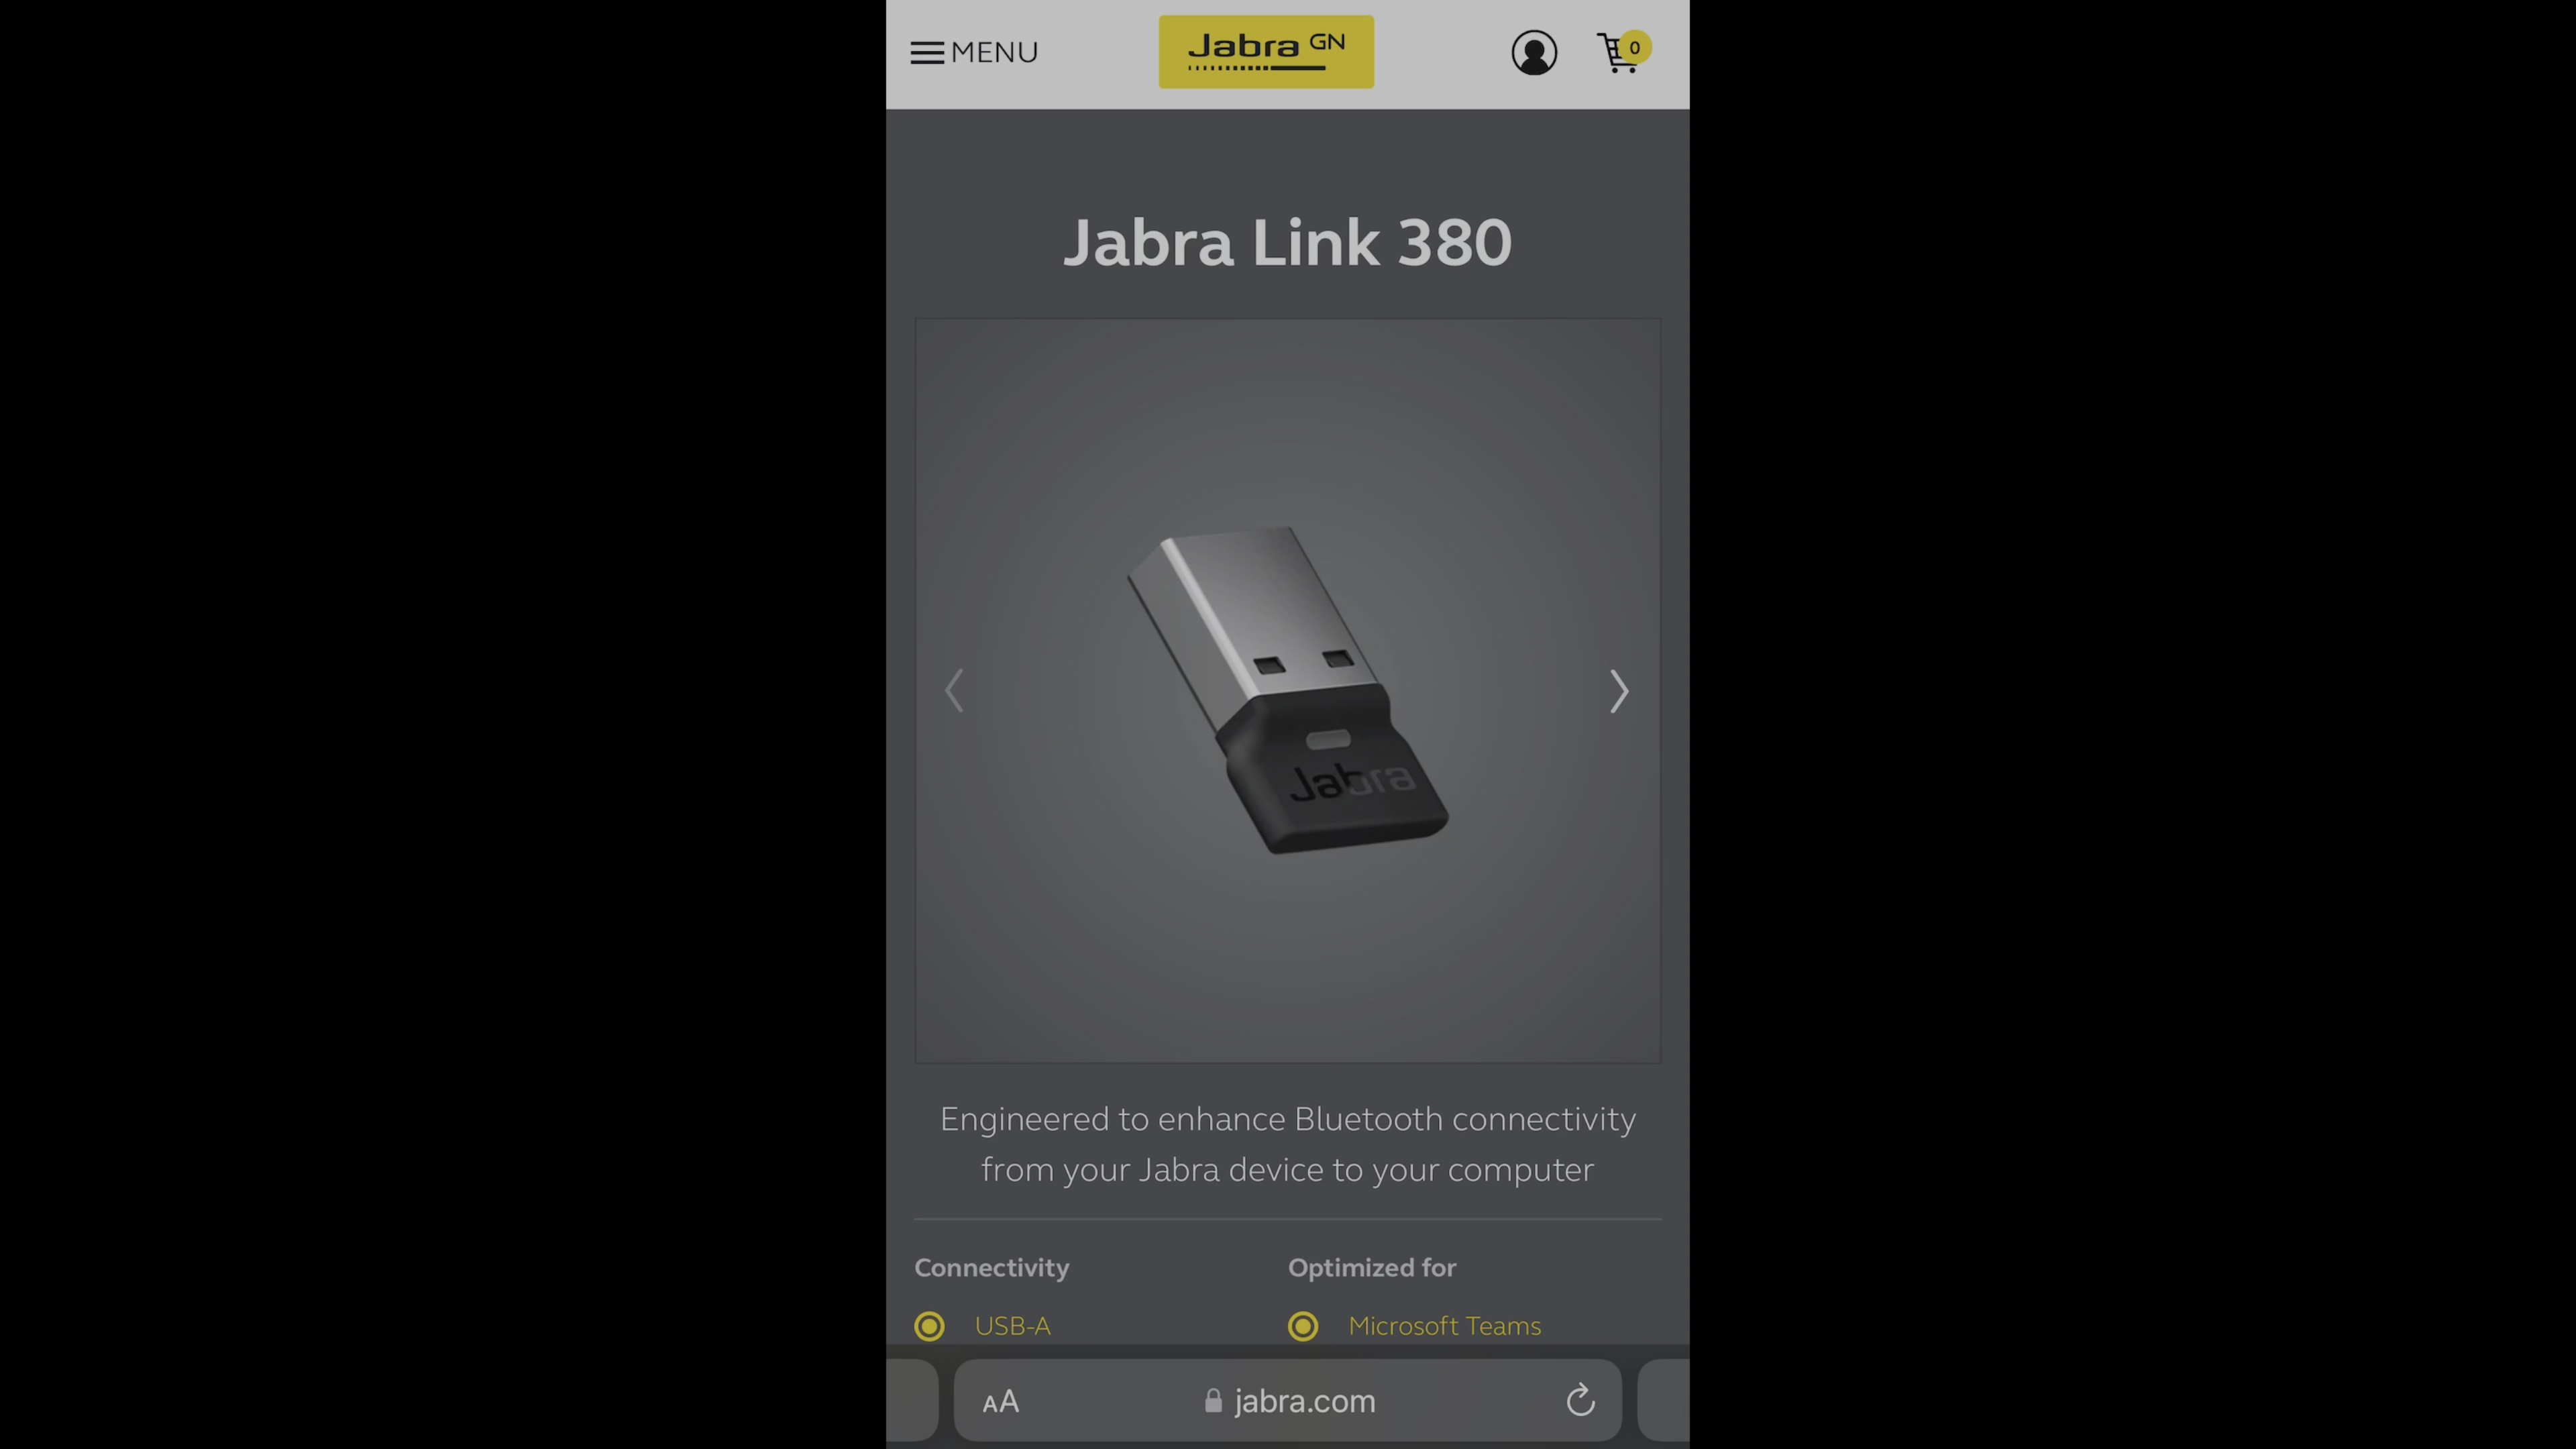 MENU
Jabra GN
0
Jabra Link 380
Jabra
Engineered to enhance Bluetooth connectivity
from your Jabra device to your computer
Connectivity
Optimized for
USB-A
Microsoft Teams
AA
jabra.com